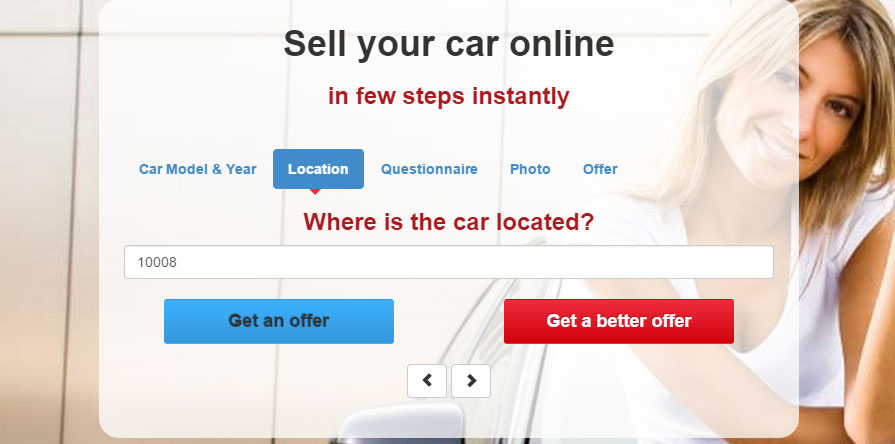 Sell your car online
in few steps instantly
Car Model & Year Location Questionnaire Photo Offer
Where is the car located?
10008
Get an offer Get a better offer